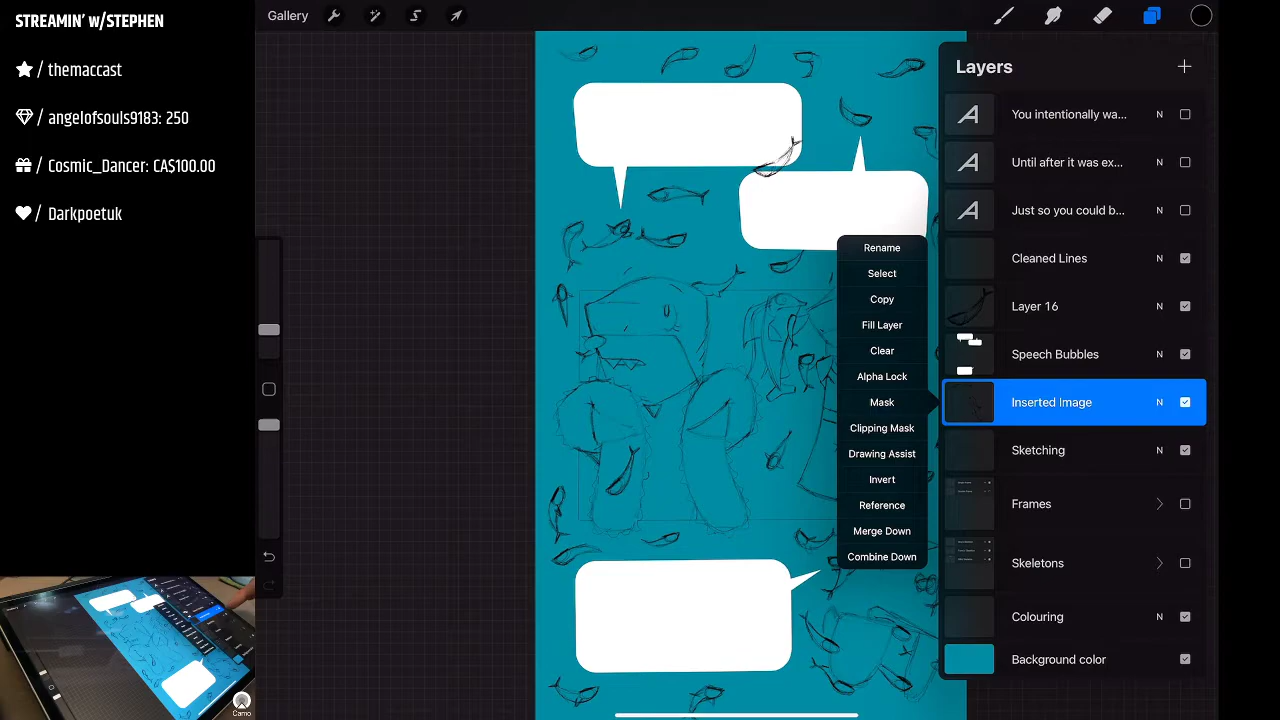 STREAMIN' w/STEPHEN
/ themaccast
/ angelofsouls9183: 250
/ Cosmic_Dancer: CA$100.00
/ Darkpoetuk
Camo
Gallery
Layers
You intentionally wa... N
Until after it was ex... N
Just so you could b... N
Cleaned Lines N
Layer 16 N
Speech Bubbles N
Inserted Image N
Sketching N
Frames
Skeletons
Colouring N
Background color
Rename
Select
Copy
Fill Layer
Clear
Alpha Lock
Mask
Clipping Mask
Drawing Assist
Invert
Reference
Merge Down
Combine Down